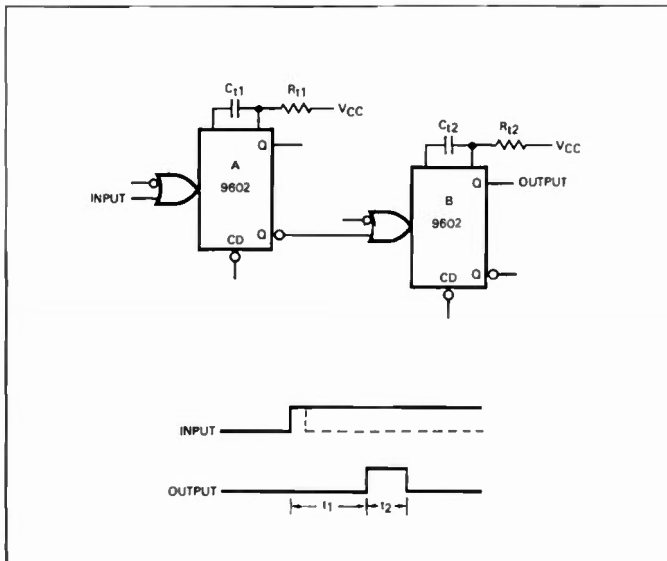 Ct1 Rt1 VCC
Q
A
9602
INPUT
CD Q
Ct2 Rt2 VCC
Q OUTPUT
B
9602
CD Q
INPUT
OUTPUT
t1 t2